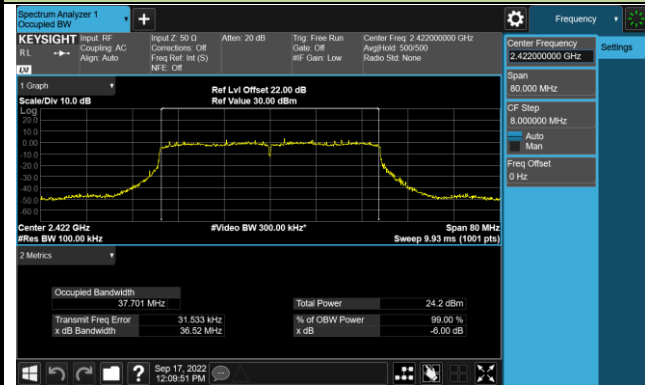 Spectrum Analyzer 1
Occupied BW
+
Frequency
KEYSIGHT
RL
LXI
Input: RF
Coupling: AC
Align: Auto
Input Z: 50 Ω
Corrections: Off
Freq Ref: Int (S)
NFE: Off
Atten: 20 dB
Trig: Free Run
Gate: Off
#IF Gain: Low
Center Freq: 2.422000000 GHz
Avg|Hold: 500/500
Radio Std: None
Center Frequency
2.422000000 GHz
Settings
Span
80.000 MHz
CF Step
8.000000 MHz
Auto
Man
Freq Offset
0 Hz
1 Graph
Scale/Div 10.0 dB
Ref Lvl Offset 22.00 dB
Ref Value 30.00 dBm
Log
20.0
10.0
0.00
-10.0
-20.0
-30.0
-40.0
-50.0
-60.0
Center 2.422 GHz
#Res BW 100.00 kHz
#Video BW 300.00 kHz*
Span 80 MHz
Sweep 9.93 ms (1001 pts)
2 Metrics
Occupied Bandwidth
37.701 MHz
Total Power 24.2 dBm
Transmit Freq Error 31.533 kHz
% of OBW Power 99.00 %
x dB Bandwidth 36.52 MHz
x dB -6.00 dB
?
Sep 17, 2022
12:09:51 PM